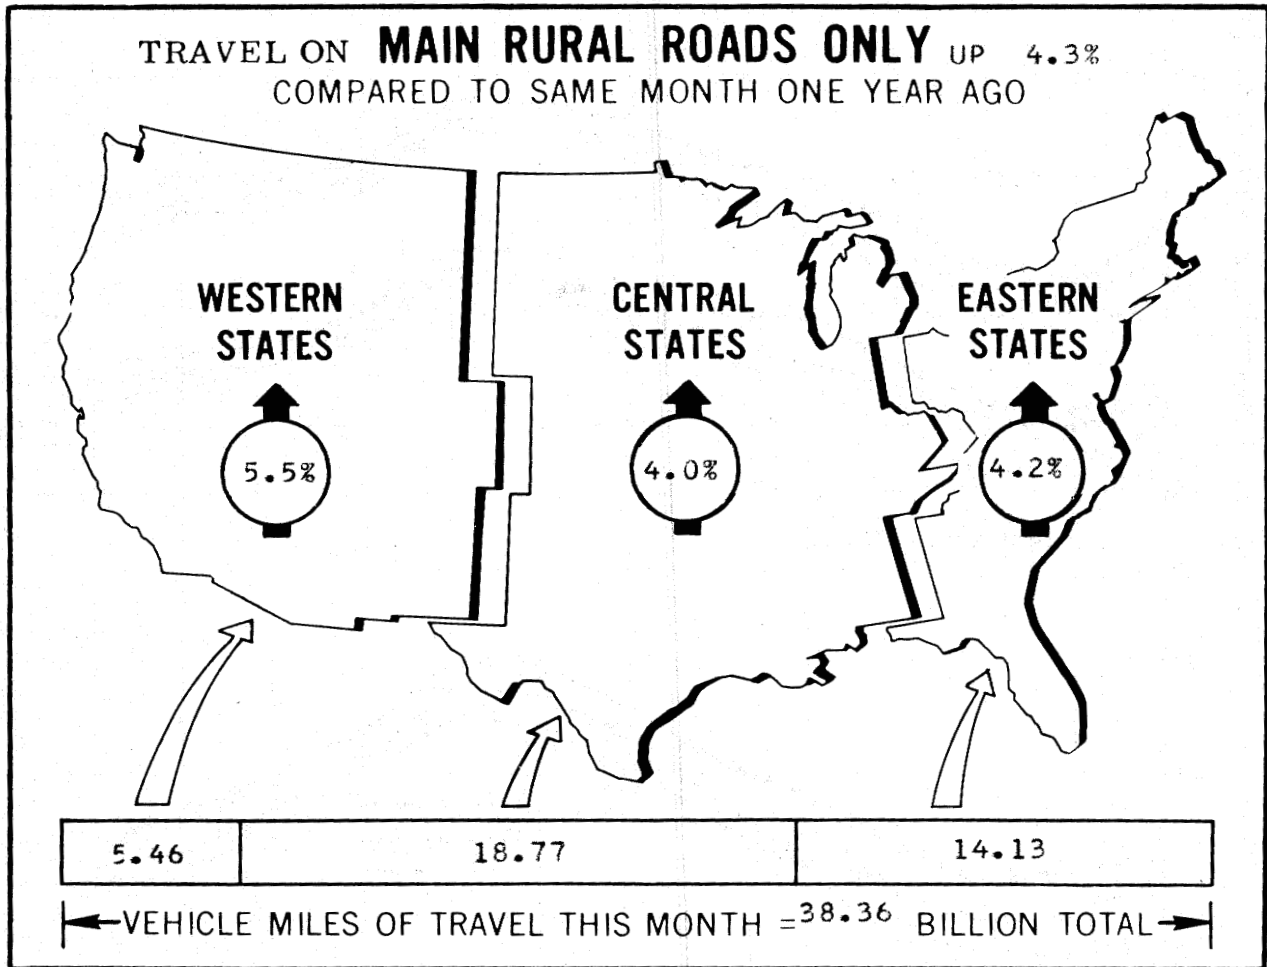 TRAVEL ON MAIN RURAL ROADS ONLY UP 4.3%
COMPARED TO SAME MONTH ONE YEAR AGO
WESTERN
STATES
5.5%
CENTRAL
STATES
4.0%
EASTERN
STATES
4.2%
5.46
18.77
14.13
VEHICLE MILES OF TRAVEL THIS MONTH = 38.36 BILLION TOTAL